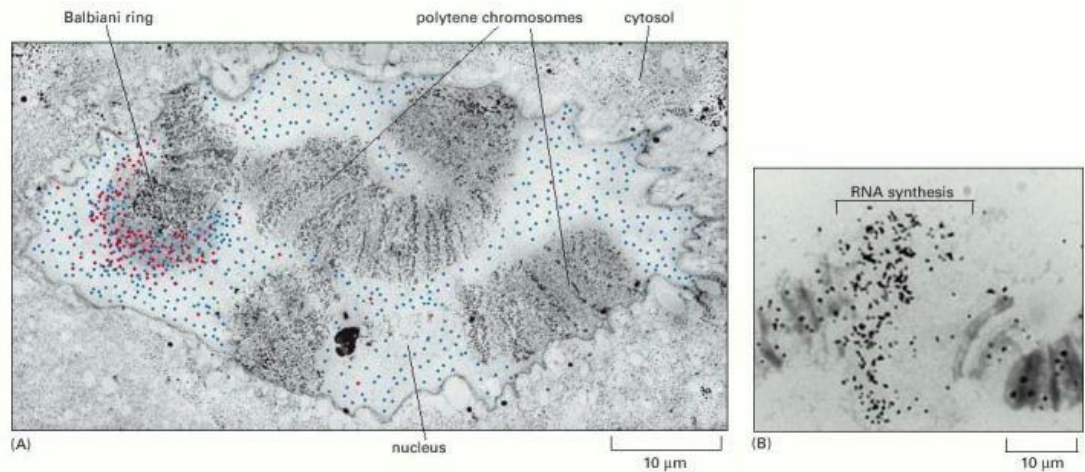 Balbiani ring
polytene chromosomes
cytosol
RNA synthesis
(A)
nucleus
10 μm
(B)
10 μm